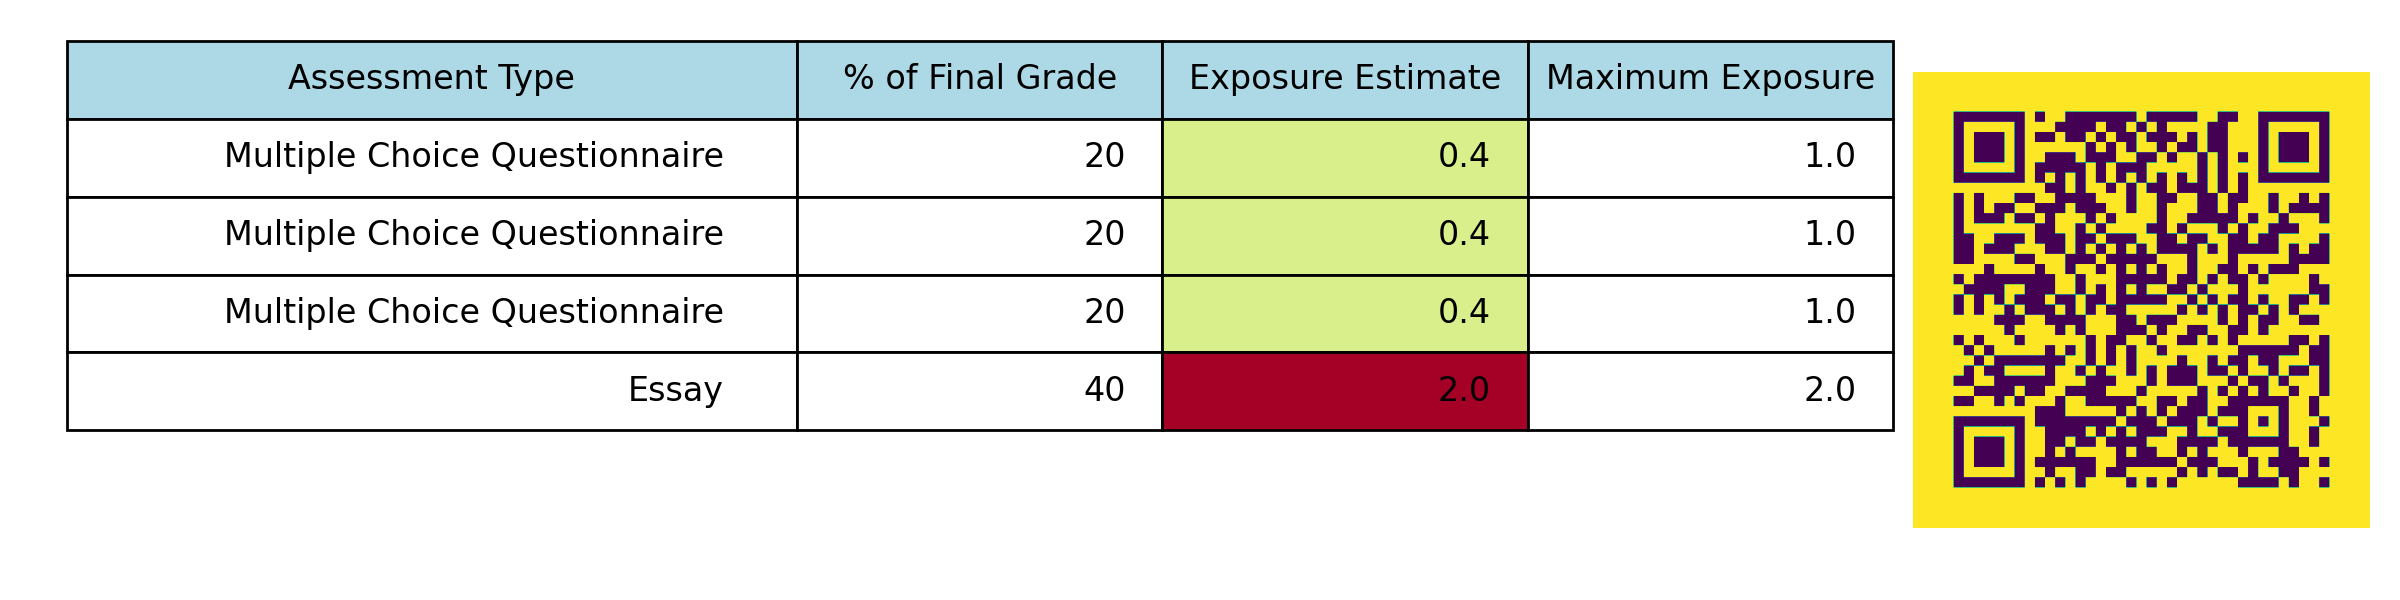 Assessment Type % of Final Grade Exposure Estimate Maximum Exposure
Multiple Choice Questionnaire 20 0.4 1.0
Multiple Choice Questionnaire 20 0.4 1.0
Multiple Choice Questionnaire 20 0.4 1.0
Essay 40 2.0 2.0